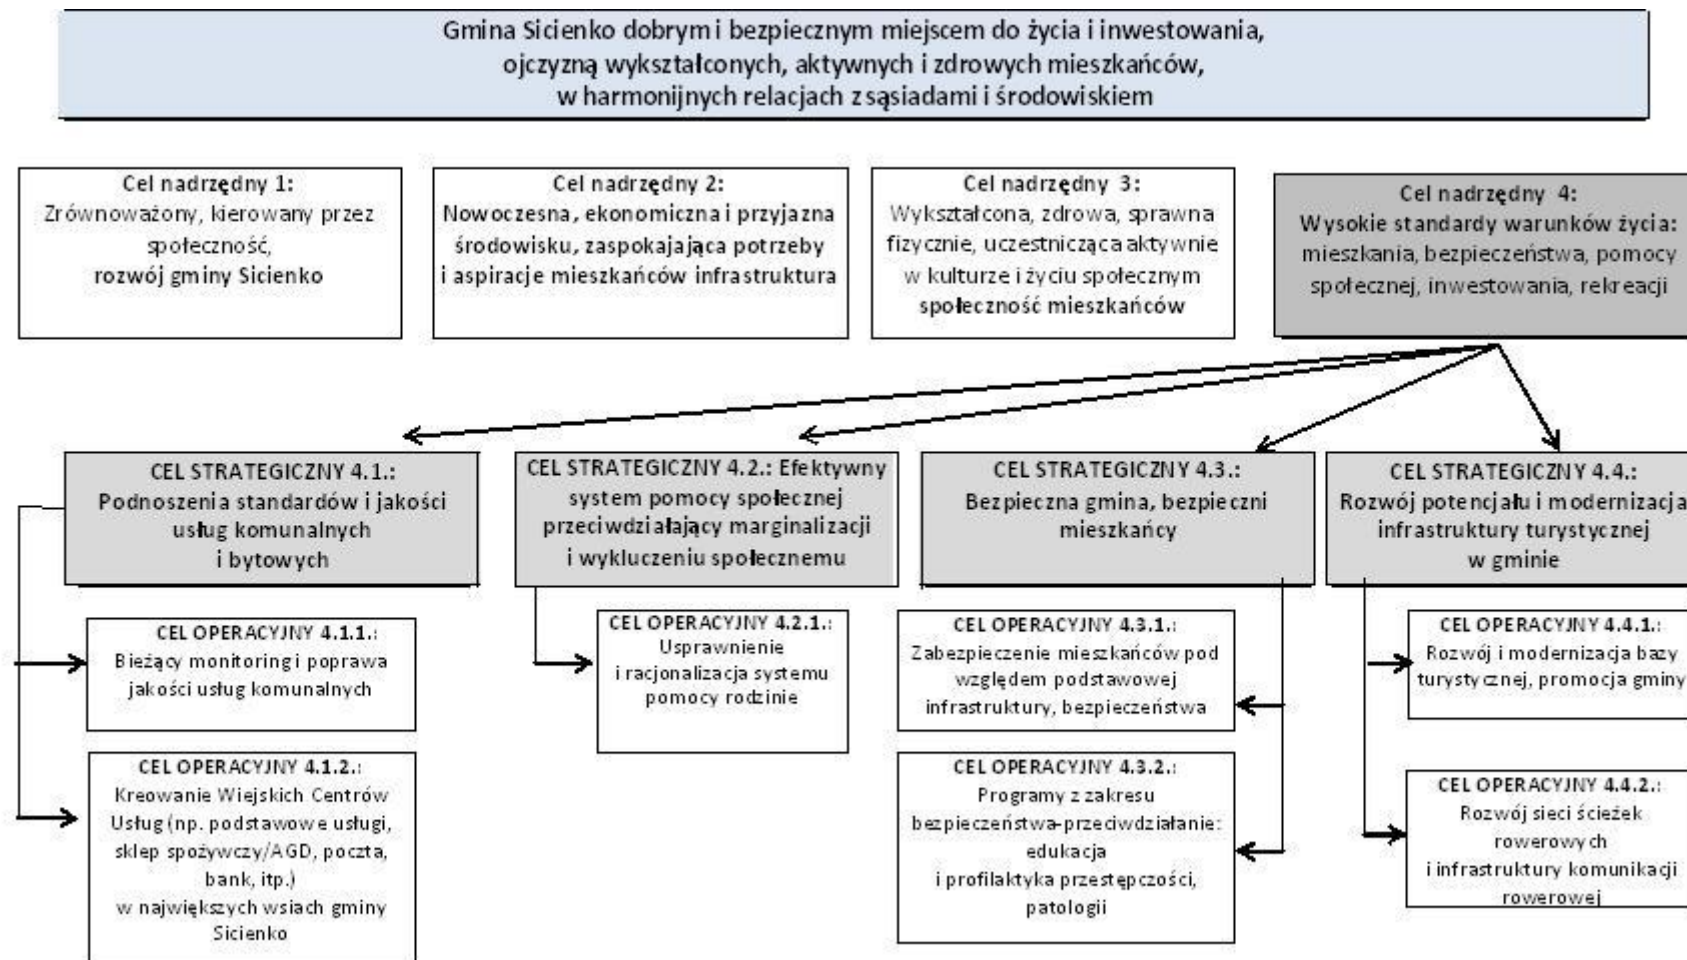 Gmina Sicienko dobrym i bezpiecznym miejscem do życia i inwestowania,
ojczyzną wykształconych, aktywnych i zdrowych mieszkańców,
w harmonijnych relacjach z sąsiadami i środowiskiem
Cel nadrzędny 1:
Zrównoważony, kierowany przez
społeczność,
rozwój gminy Sicienko
Cel nadrzędny 2:
Nowoczesna, ekonomiczna i przyjazna
środowisku, zaspokajająca potrzeby
i aspiracje mieszkańców infrastruktura
Cel nadrzędny 3:
Wykształcona, zdrowa, sprawna
fizycznie, uczestnicząca aktywnie
w kulturze i życiu społecznym
społeczność mieszkańców
Cel nadrzędny 4:
Wysokie standardy warunków życia:
mieszkania, bezpieczeństwa, pomocy
społecznej, inwestowania, rekreacji
CEL STRATEGICZNY 4.1.:
Podnoszenia standardów i jakości
usług komunalnych
i bytowych
CEL STRATEGICZNY 4.2.: Efektywny
system pomocy społecznej
przeciwdziałający marginalizacji
i wykluczeniu społecznemu
CEL STRATEGICZNY 4.3.:
Bezpieczna gmina, bezpieczni
mieszkańcy
CEL STRATEGICZNY 4.4.:
Rozwój potencjału i modernizacja
infrastruktury turystycznej
w gminie
CEL OPERACYJNY 4.1.1.:
Bieżący monitoring i poprawa
jakości usług komunalnych
CEL OPERACYJNY 4.1.2.:
Kreowanie Wiejskich Centrów
Usług (np. podstawowe usługi,
sklep spożywczy/AGD, poczta,
bank, itp.)
w największych wsiach gminy
Sicienko
CEL OPERACYJNY 4.2.1.:
Usprawnienie
i racjonalizacja systemu
pomocy rodzinie
CEL OPERACYJNY 4.3.1.:
Zabezpieczenie mieszkańców pod
względem podstawowej
infrastruktury, bezpieczeństwa
CEL OPERACYJNY 4.3.2.:
Programy z zakresu
bezpieczeństwa-przeciwdziałanie:
edukacja
i profilaktyka przestępczości,
patologii
CEL OPERACYJNY 4.4.1.:
Rozwój i modernizacja bazy
turystycznej, promocja gminy
CEL OPERACYJNY 4.4.2.:
Rozwój sieci ścieżek
rowerowych
i infrastruktury komunikacji
rowerowej